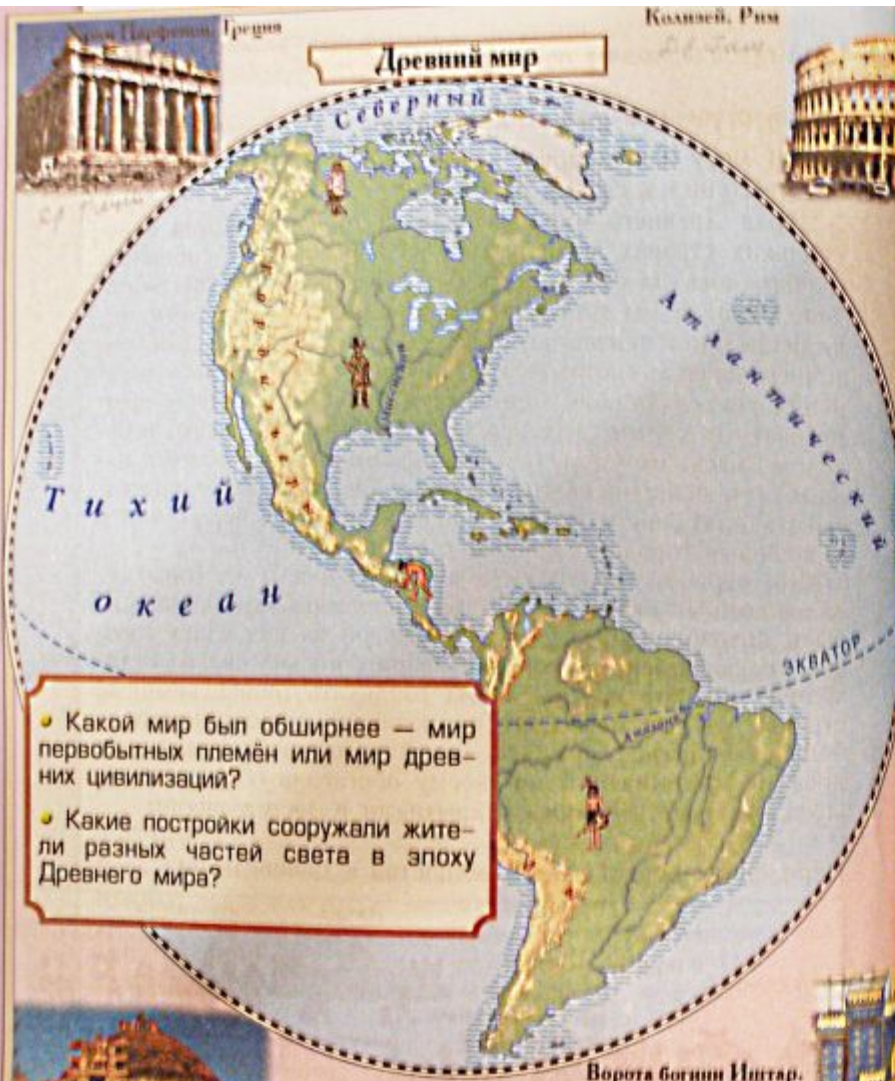 Храм Парфенон, Греция
Колизей. Рим
Древний мир
Северный
Атлантический
Тихий
океан
ЭКВАТОР
Амазонка
Какой мир был обширнее — мир
первобытных племён или мир древ-
них цивилизаций?
Какие постройки сооружали жите-
ли разных частей света в эпоху
Древнего мира?
Ворота богини Иштар.